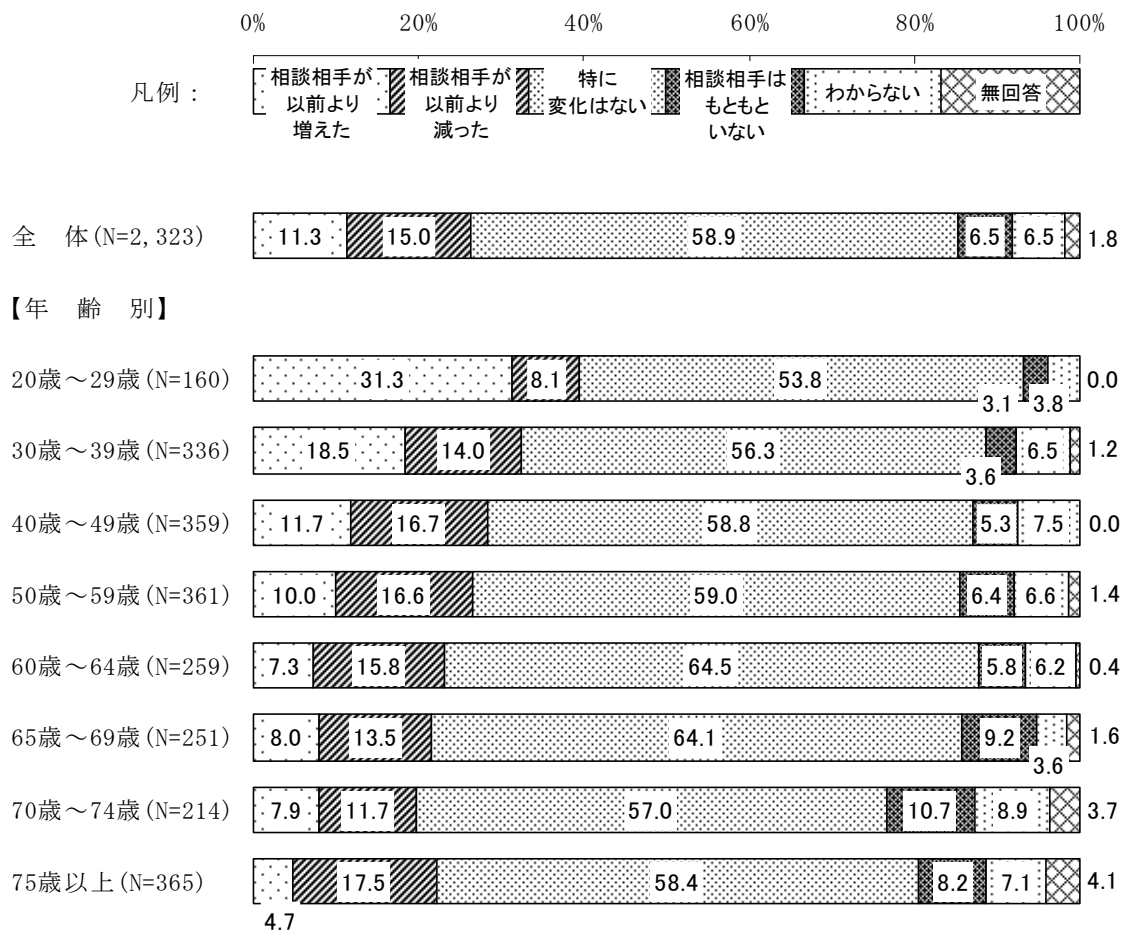 0% 20% 40% 60% 80% 100%
凡例：
相談相手が
以前より
増えた
相談相手が
以前より
減った
特に
変化はない
相談相手は
もともと
いない
わからない
無回答
全　体(N=2,323) 11.3 15.0 58.9 6.5 6.5 1.8
【年　齢　別】
20歳～29歳(N=160) 31.3 8.1 53.8 3.1 3.8 0.0
30歳～39歳(N=336) 18.5 14.0 56.3 3.6 6.5 1.2
40歳～49歳(N=359) 11.7 16.7 58.8 5.3 7.5 0.0
50歳～59歳(N=361) 10.0 16.6 59.0 6.4 6.6 1.4
60歳～64歳(N=259) 7.3 15.8 64.5 5.8 6.2 0.4
65歳～69歳(N=251) 8.0 13.5 64.1 9.2 3.6 1.6
70歳～74歳(N=214) 7.9 11.7 57.0 10.7 8.9 3.7
75歳以上(N=365) 4.7 17.5 58.4 8.2 7.1 4.1